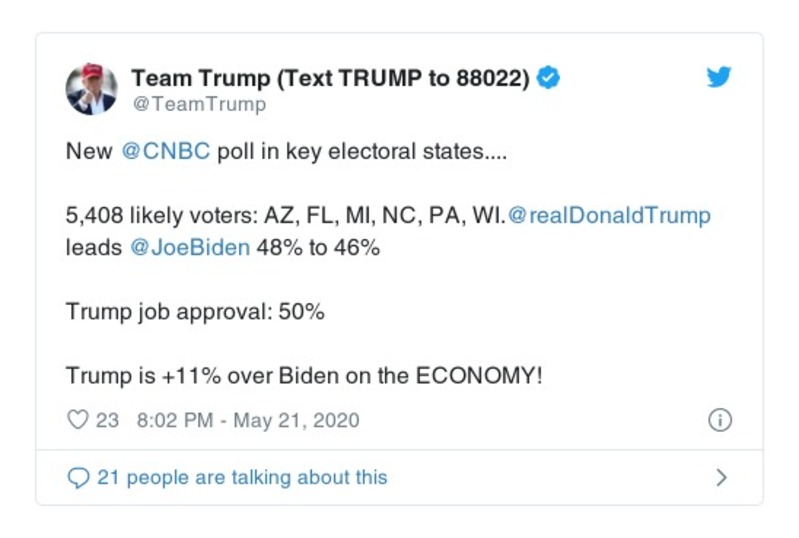 Team Trump (Text TRUMP to 88022)
@TeamTrump
New @CNBC poll in key electoral states....
5,408 likely voters: AZ, FL, MI, NC, PA, WI.@realDonaldTrump
leads @JoeBiden 48% to 46%
Trump job approval: 50%
Trump is +11% over Biden on the ECONOMY!
23 8:02 PM - May 21, 2020
21 people are talking about this